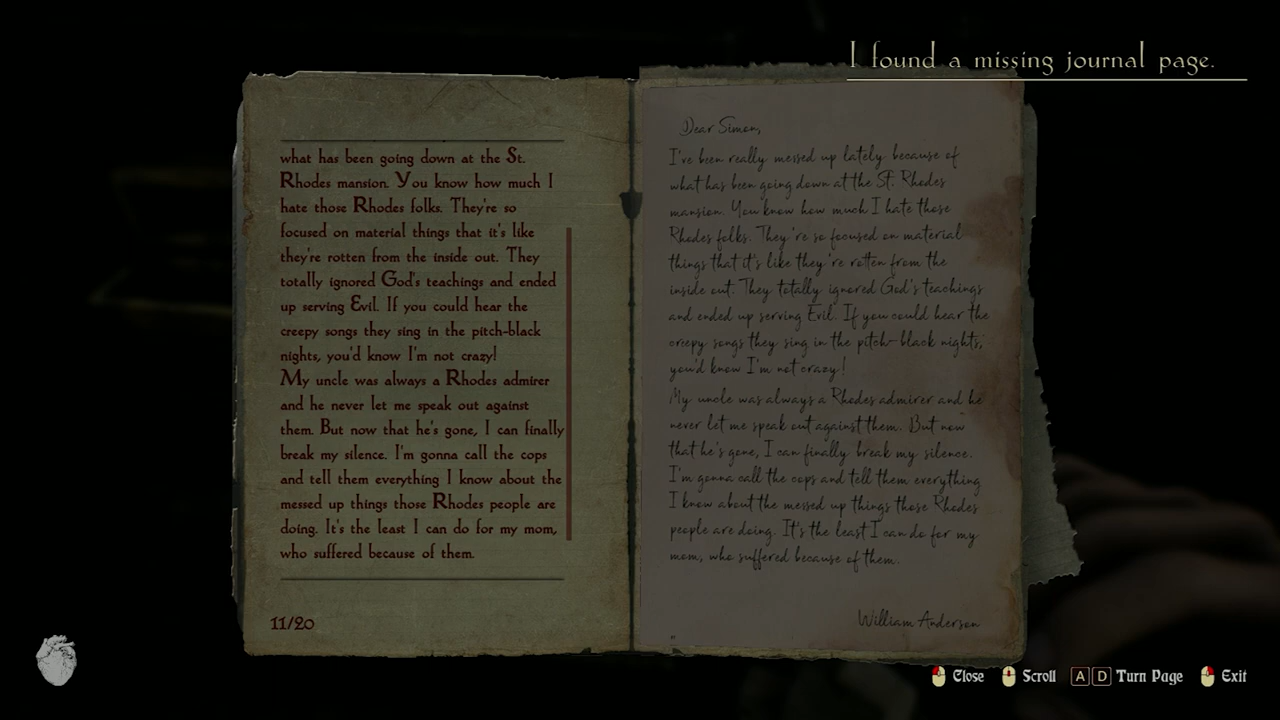 I found a missing journal page.
what has been going down at the St.
Rhodes mansion. You know how much I
hate those Rhodes folks. They're so
focused on material things that it's like
they're rotten from the inside out. They
totally ignored God's teachings and ended
up serving Evil. If you could hear the
creepy songs they sing in the pitch-black
nights, you'd know I'm not crazy!
My uncle was always a Rhodes admirer
and he never let me speak out against
them. But now that he's gone, I can finally
break my silence. I'm gonna call the cops
and tell them everything I know about the
messed up things those Rhodes people are
doing. It's the least I can do for my mom,
who suffered because of them.
11/20
Dear Simon,
I've been really messed up lately because of
what has been going down at the St. Rhodes
mansion. You know how much I hate those
Rhodes folks. They're so focused on material
things that it's like they're rotten from the
inside out. They totally ignored God's teachings
and ended up serving Evil. If you could hear the
creepy songs they sing in the pitch-black nights,
you'd know I'm not crazy!
My uncle was always a Rhodes admirer and he
never let me speak out against them. But now
that he's gone, I can finally break my silence.
I'm gonna call the cops and tell them everything
I know about the messed up things those Rhodes
people are doing. It's the least I can do for my
mom, who suffered because of them.
William Anderson
Close Scroll A D Turn Page Exit